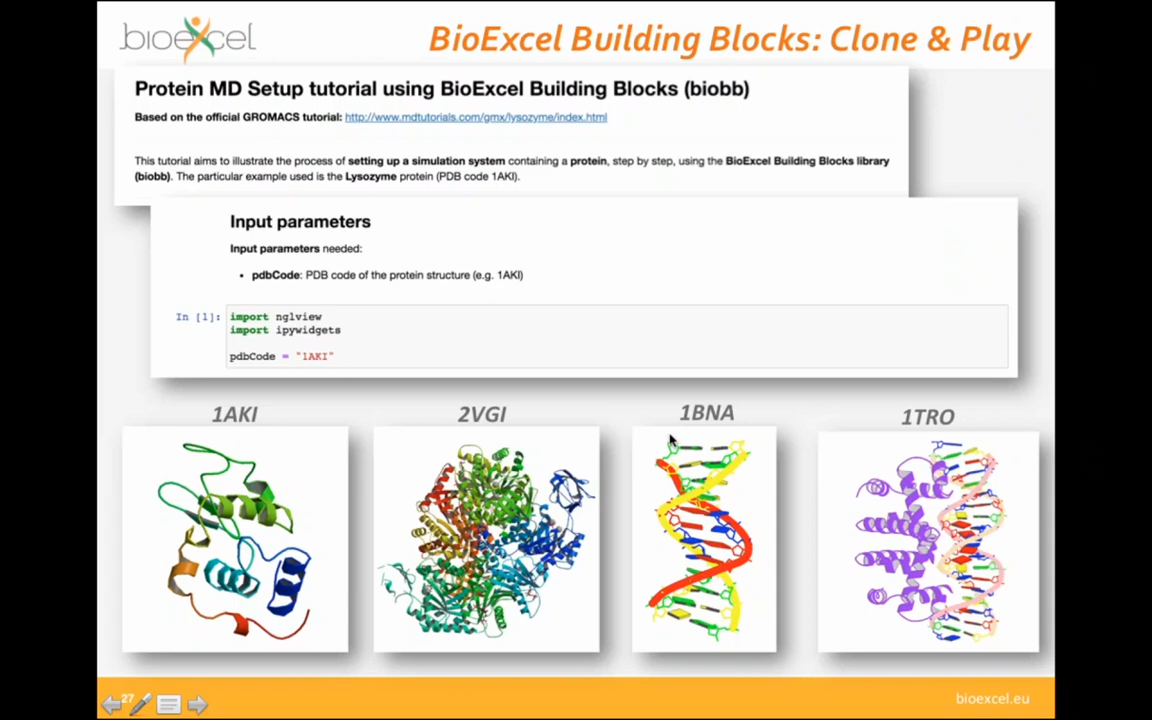 bioexcel
BioExcel Building Blocks: Clone & Play
Protein MD Setup tutorial using BioExcel Building Blocks (biobb)
Based on the official GROMACS tutorial: http://www.mdtutorials.com/gmx/lysozyme/index.html
This tutorial aims to illustrate the process of setting up a simulation system containing a protein, step by step, using the BioExcel Building Blocks library
(biobb). The particular example used is the Lysozyme protein (PDB code 1AKI).
Input parameters
Input parameters needed:
• pdbCode: PDB code of the protein structure (e.g. 1AKI)
In [1]: import nglview
import ipywidgets
pdbCode = "1AKI"
1AKI 2VGI 1BNA 1TRO
27
bioexcel.eu